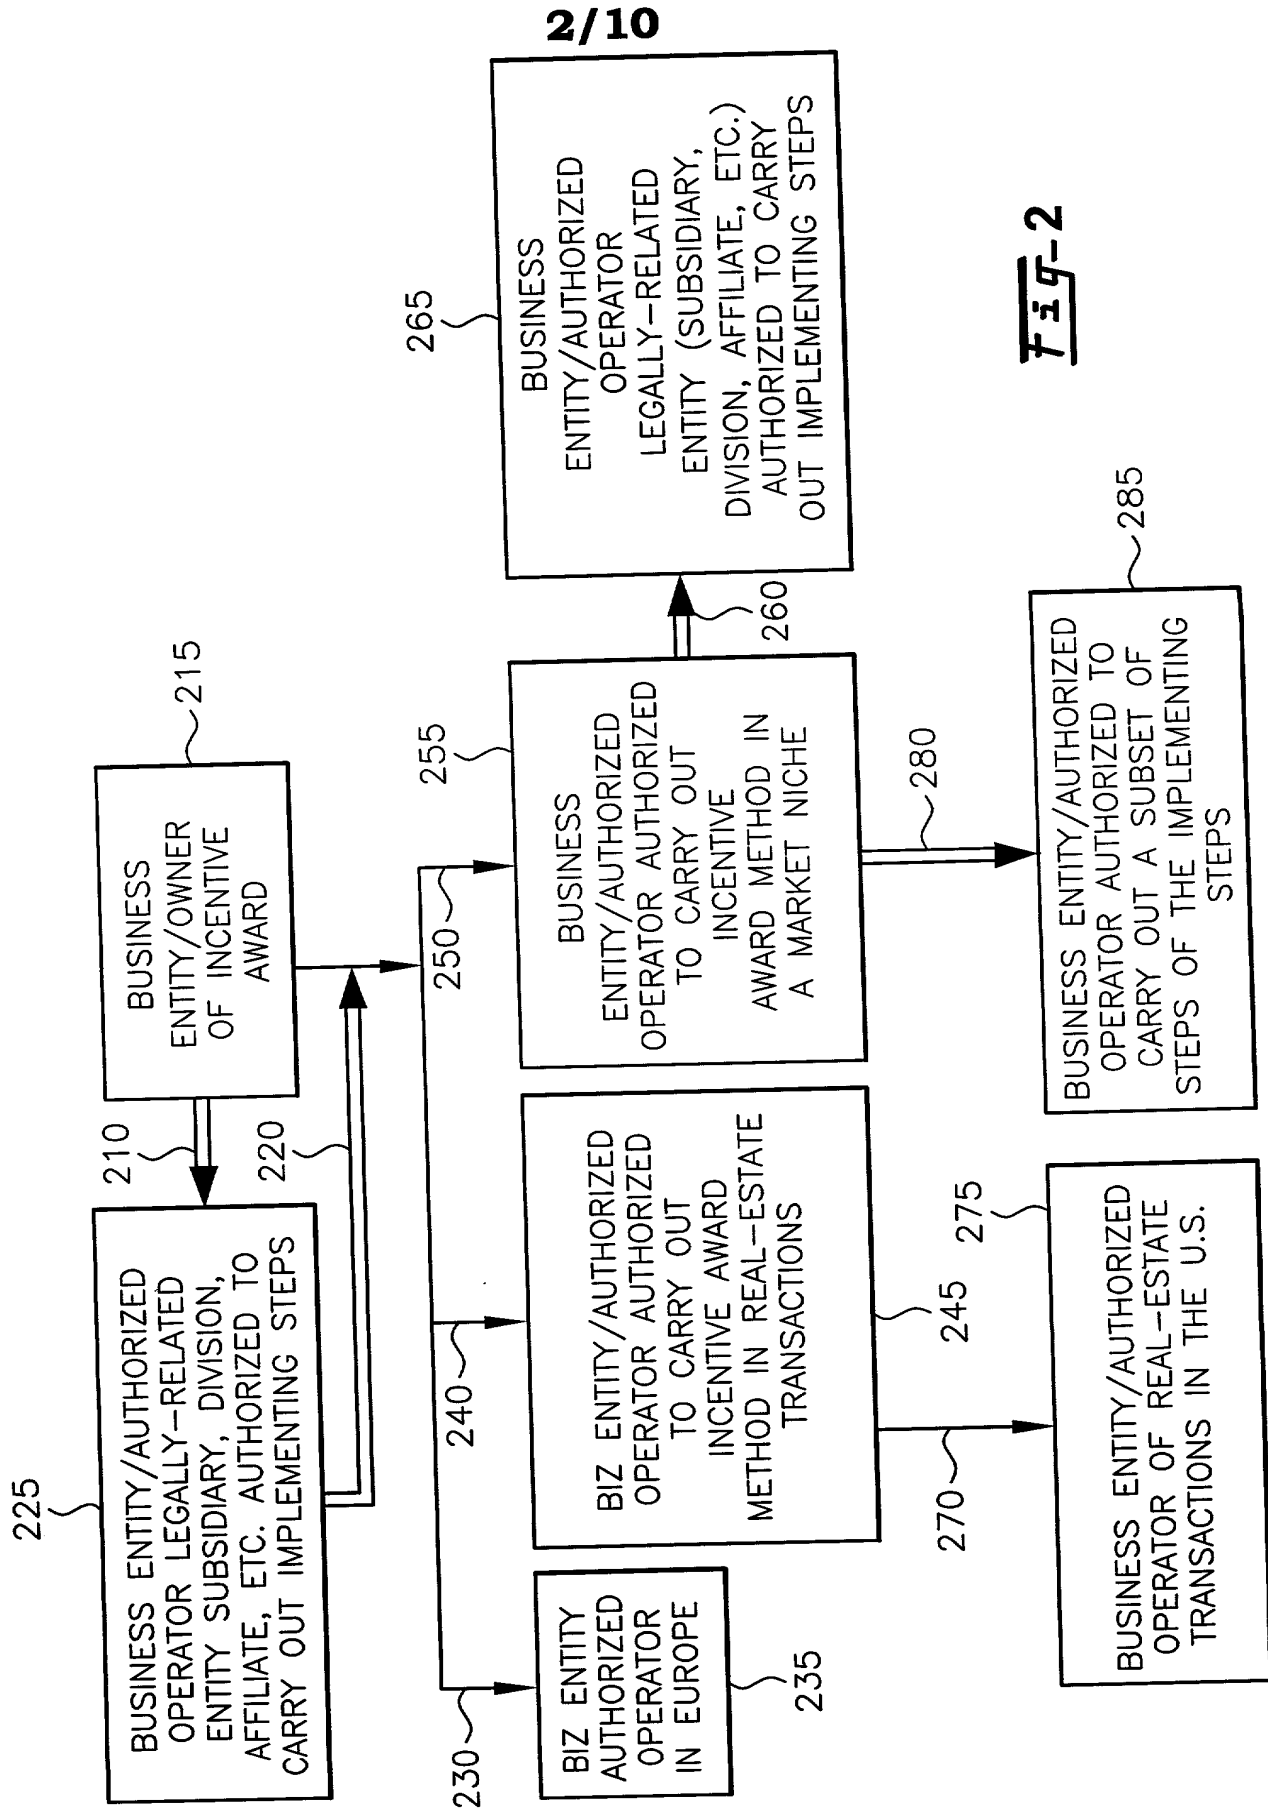 2/10
BUSINESS
ENTITY/OWNER
OF INCENTIVE
AWARD
215
210
BUSINESS ENTITY/AUTHORIZED
OPERATOR LEGALLY-RELATED
ENTITY SUBSIDIARY, DIVISION,
AFFILIATE, ETC. AUTHORIZED TO
CARRY OUT IMPLEMENTING STEPS
225
220
230
BIZ ENTITY
AUTHORIZED
OPERATOR
IN EUROPE
235
240
BIZ ENTITY/AUTHORIZED
OPERATOR AUTHORIZED
TO CARRY OUT
INCENTIVE AWARD
METHOD IN REAL-ESTATE
TRANSACTIONS
245
250
BUSINESS
ENTITY/AUTHORIZED
OPERATOR AUTHORIZED
TO CARRY OUT
INCENTIVE
AWARD METHOD IN
A MARKET NICHE
255
260
BUSINESS
ENTITY/AUTHORIZED
OPERATOR
LEGALLY-RELATED
ENTITY (SUBSIDIARY,
DIVISION, AFFILIATE, ETC.)
AUTHORIZED TO CARRY
OUT IMPLEMENTING STEPS
265
270
BUSINESS ENTITY/AUTHORIZED
OPERATOR OF REAL-ESTATE
TRANSACTIONS IN THE U.S.
275
280
BUSINESS ENTITY/AUTHORIZED
OPERATOR AUTHORIZED TO
CARRY OUT A SUBSET OF
STEPS OF THE IMPLEMENTING
STEPS
285
Fig-2